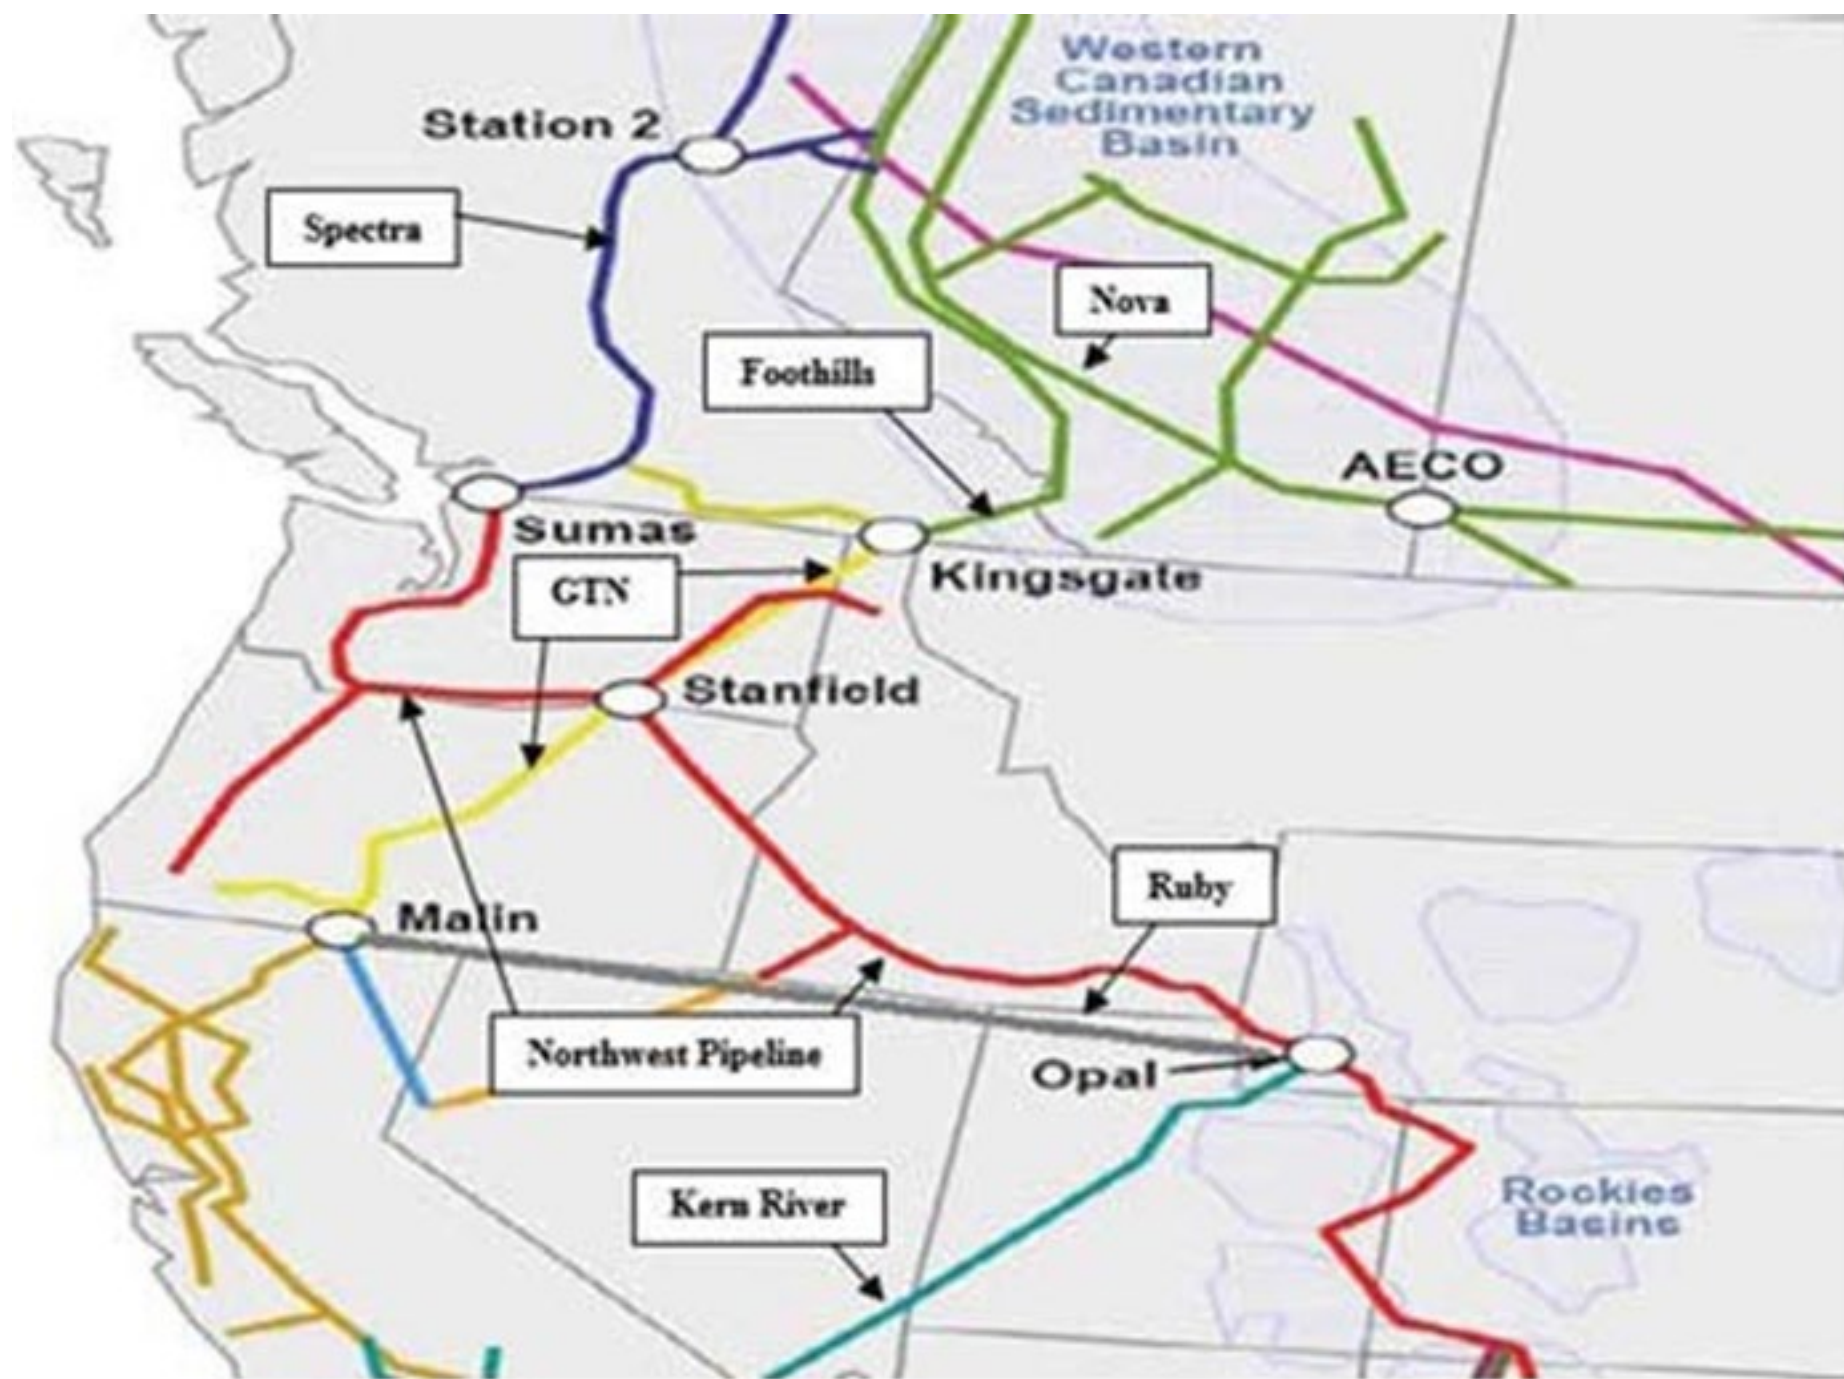 Western
Canadian
Sedimentary
Basin
Station 2
Spectra
Nova
Foothills
AECO
Sumas
GTN
Kingsgate
Stanfield
Ruby
Malin
Northwest Pipeline
Opal
Kern River
Rockies
Basins